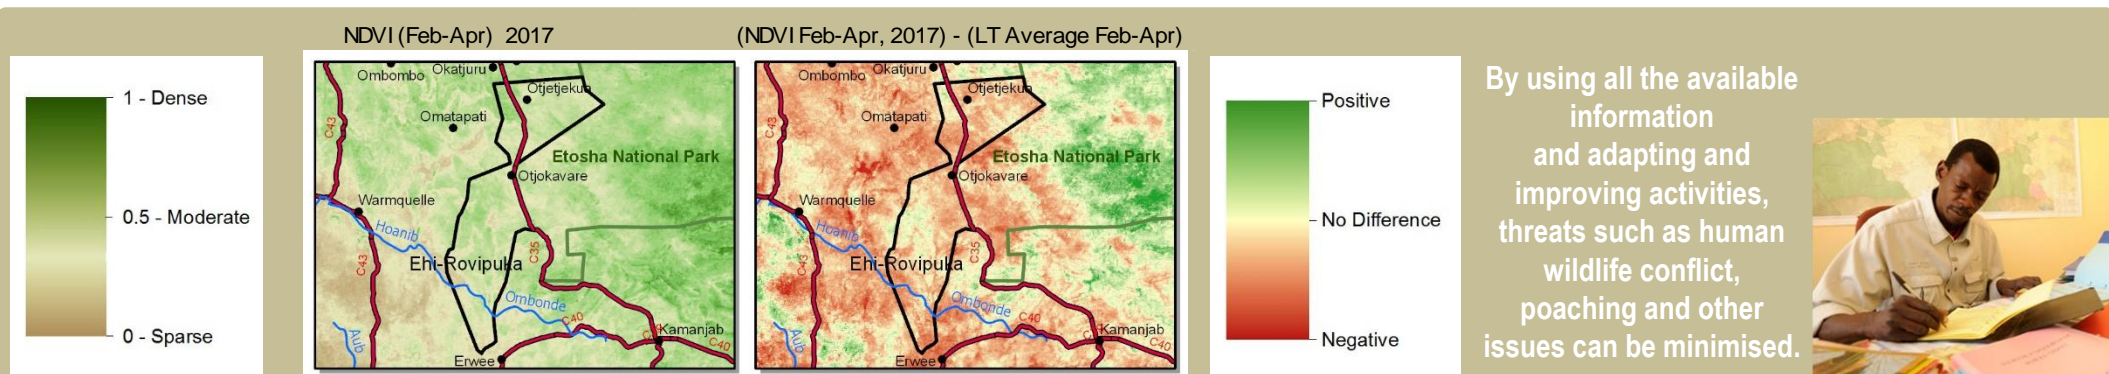 NDVI (Feb-Apr) 2017
(NDVI Feb-Apr, 2017) - (LT Average Feb-Apr)
1 - Dense
0.5 - Moderate
0 - Sparse
Ombombo
Okatjuru
Otjetjekua
Omatapati
C43
Etosha National Park
Otjokavare
Warmquelle
Hoanib
C43
C35
Ehi-Rovipuka
Ombonde
C40
Aub
Kamanjab
C40
Erwee
Ombombo
Okatjuru
Otjetjekua
Omatapati
C43
Etosha National Park
Otjokavare
Warmquelle
Hoanib
C43
C35
Ehi-Rovipuka
Ombonde
C40
Aub
Kamanjab
C40
Erwee
Positive
No Difference
Negative
By using all the available
information
and adapting and
improving activities,
threats such as human
wildlife conflict,
poaching and other
issues can be minimised.